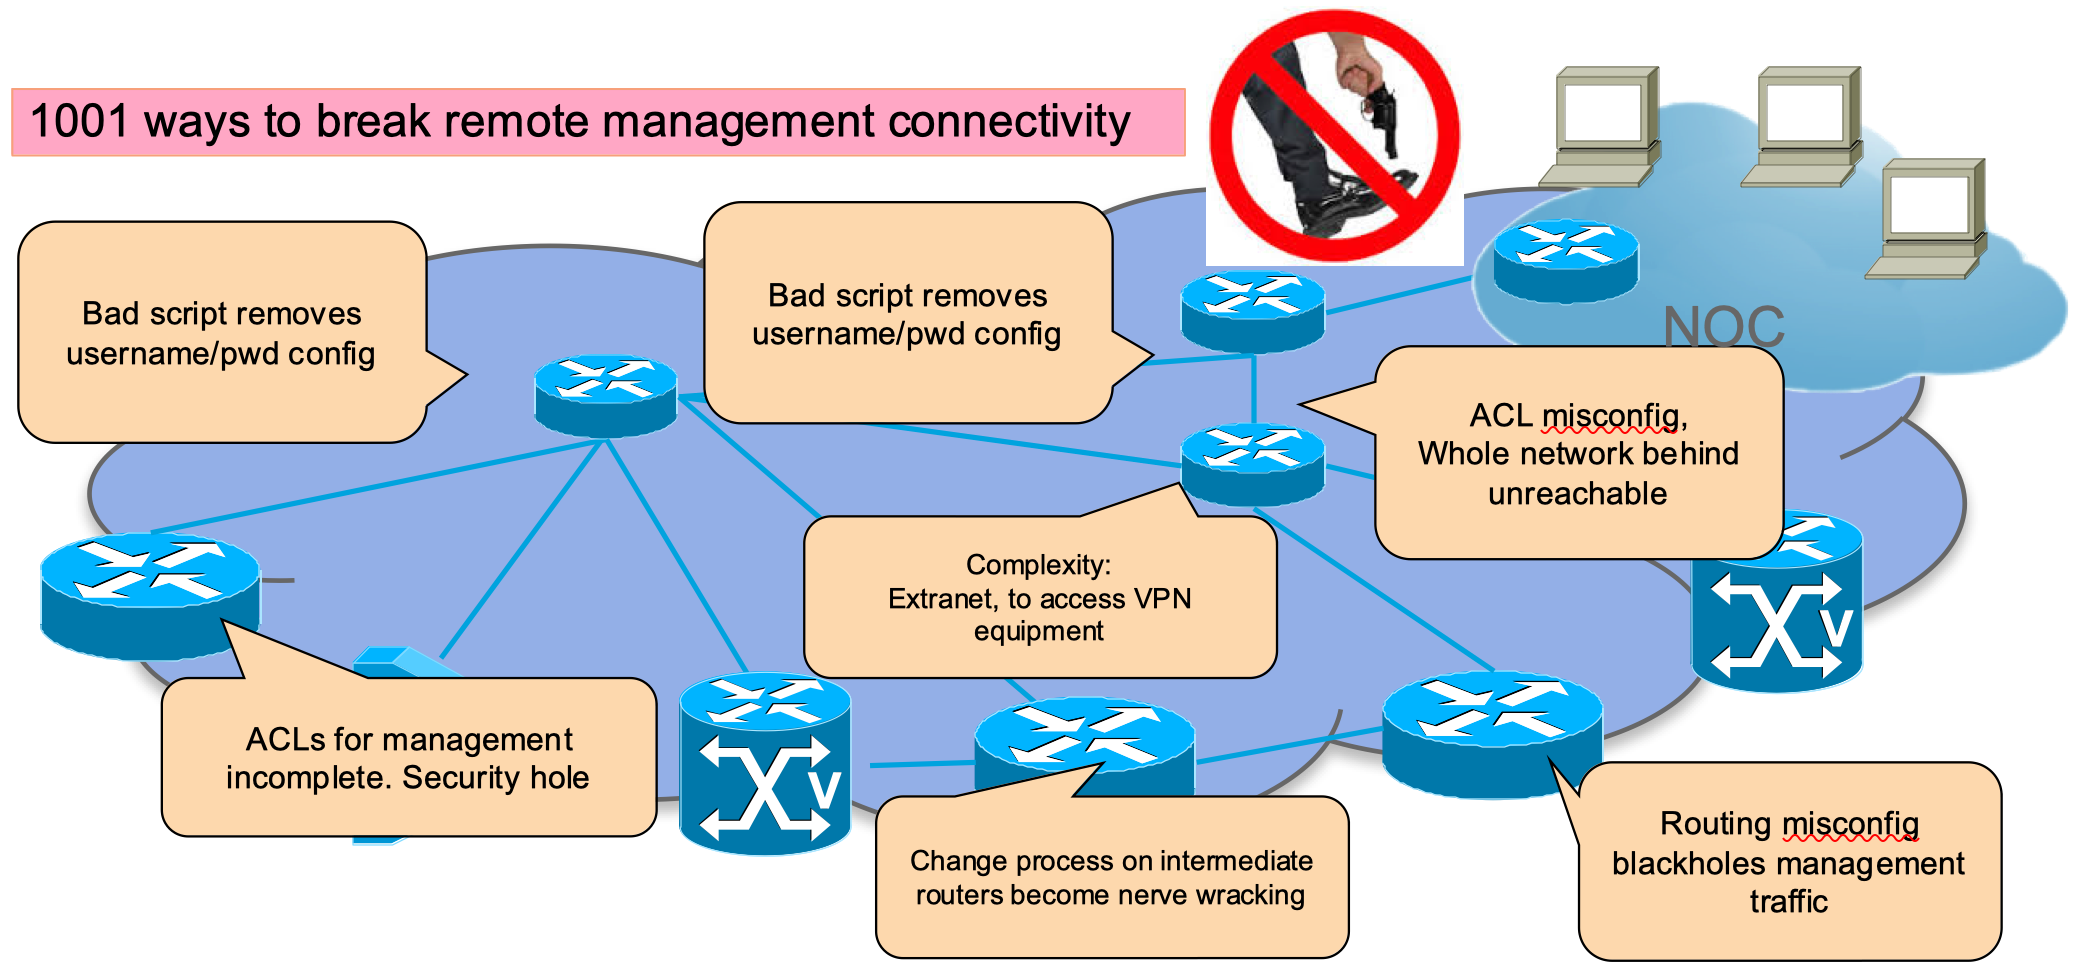 1001 ways to break remote management connectivity
Bad script removes
username/pwd config
Bad script removes
username/pwd config
NOC
ACL misconfig,
Whole network behind
unreachable
Complexity:
Extranet, to access VPN
equipment
V
ACLs for management
incomplete. Security hole
V
Change process on intermediate
routers become nerve wracking
Routing misconfig
blackholes management
traffic